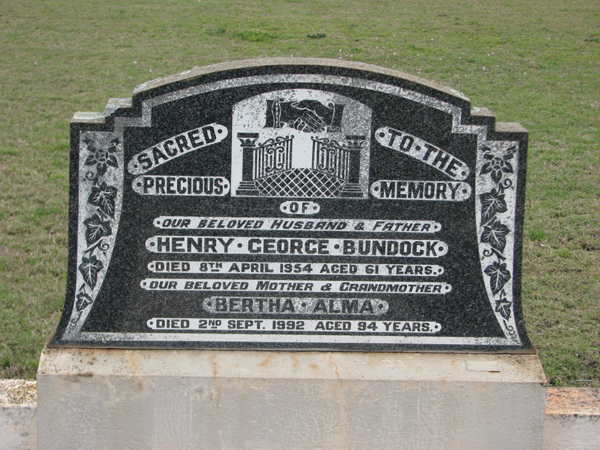 SACRED TO THE
PRECIOUS MEMORY
OF
OUR BELOVED HUSBAND & FATHER
HENRY GEORGE BUNDOCK
DIED 8TH APRIL 1954 AGED 61 YEARS.
OUR BELOVED MOTHER & GRANDMOTHER
BERTHA ALMA
DIED 2ND SEPT. 1992 AGED 94 YEARS.